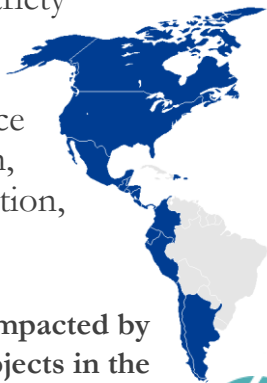 riety
ce
n,
tion,
mpacted by
ojects in the